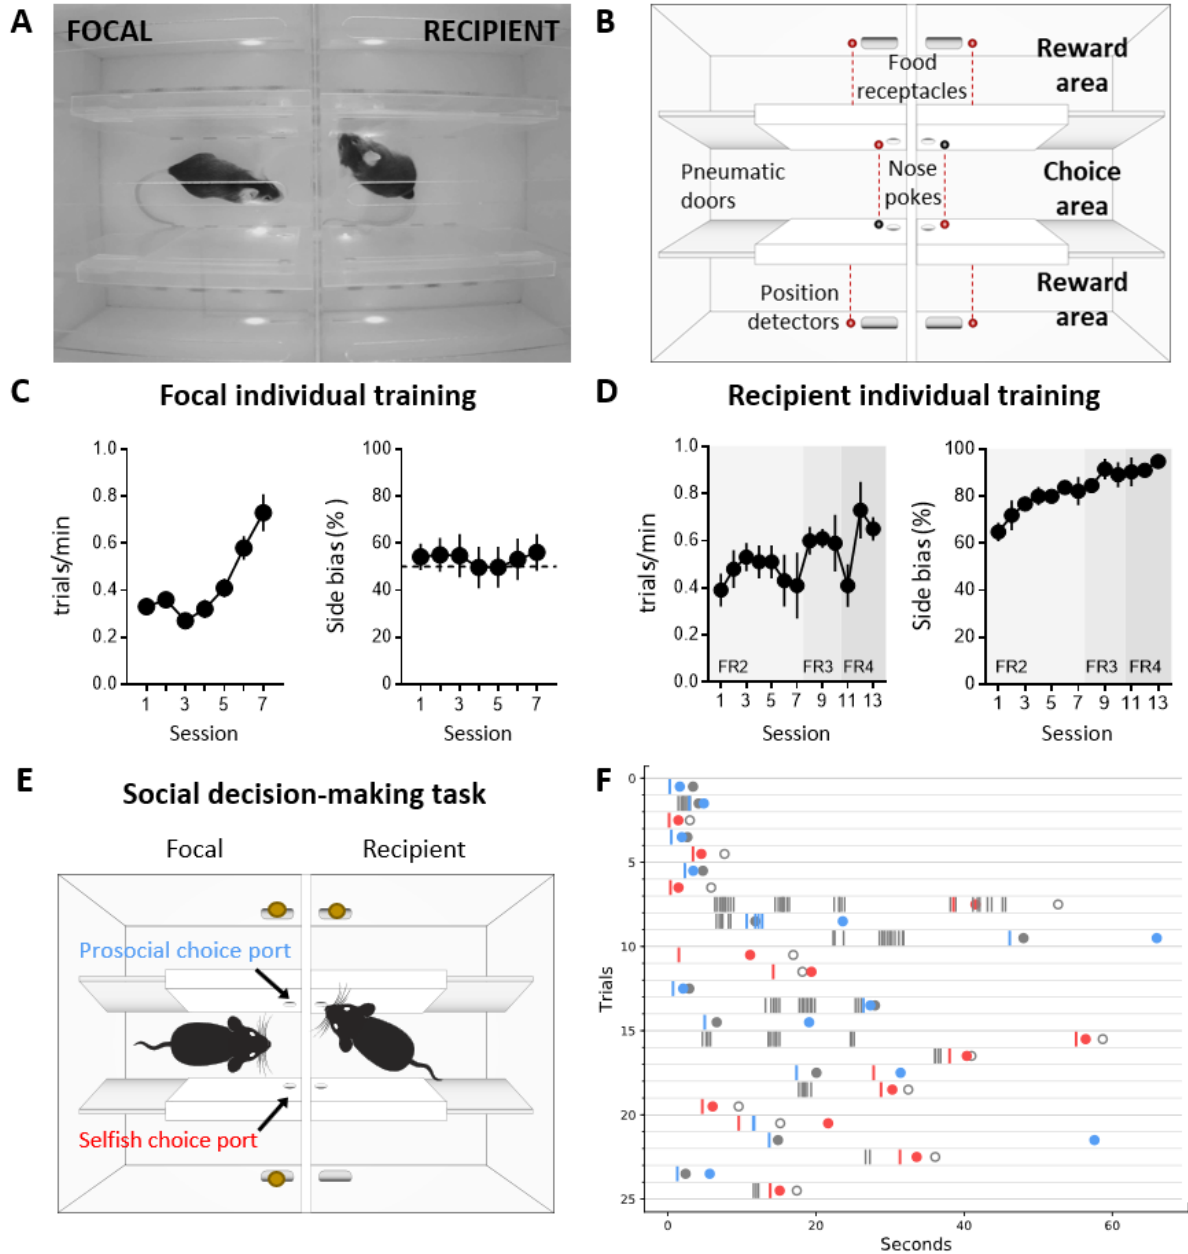 A
FOCAL
RECIPIENT
B
Food
receptacles
Reward
area
Pneumatic
doors
Nose
pokes
Choice
area
Position
detectors
Reward
area
C
Focal individual training
trials/min
1.0
0.8
0.6
0.4
0.2
0.0
1 3 5 7
Session
Side bias (%)
100
80
60
40
20
0
1 3 5 7
Session
D
Recipient individual training
trials/min
1.0
0.8
0.6
0.4
0.2
0.0
FR2 FR3 FR4
1 3 5 7 9 11 13
Session
Side bias (%)
100
80
60
40
20
0
FR2 FR3 FR4
1 3 5 7 9 11 13
Session
E
Social decision-making task
Focal
Recipient
Prosocial choice port
Selfish choice port
F
Trials
0
5
10
15
20
25
0 20 40 60
Seconds